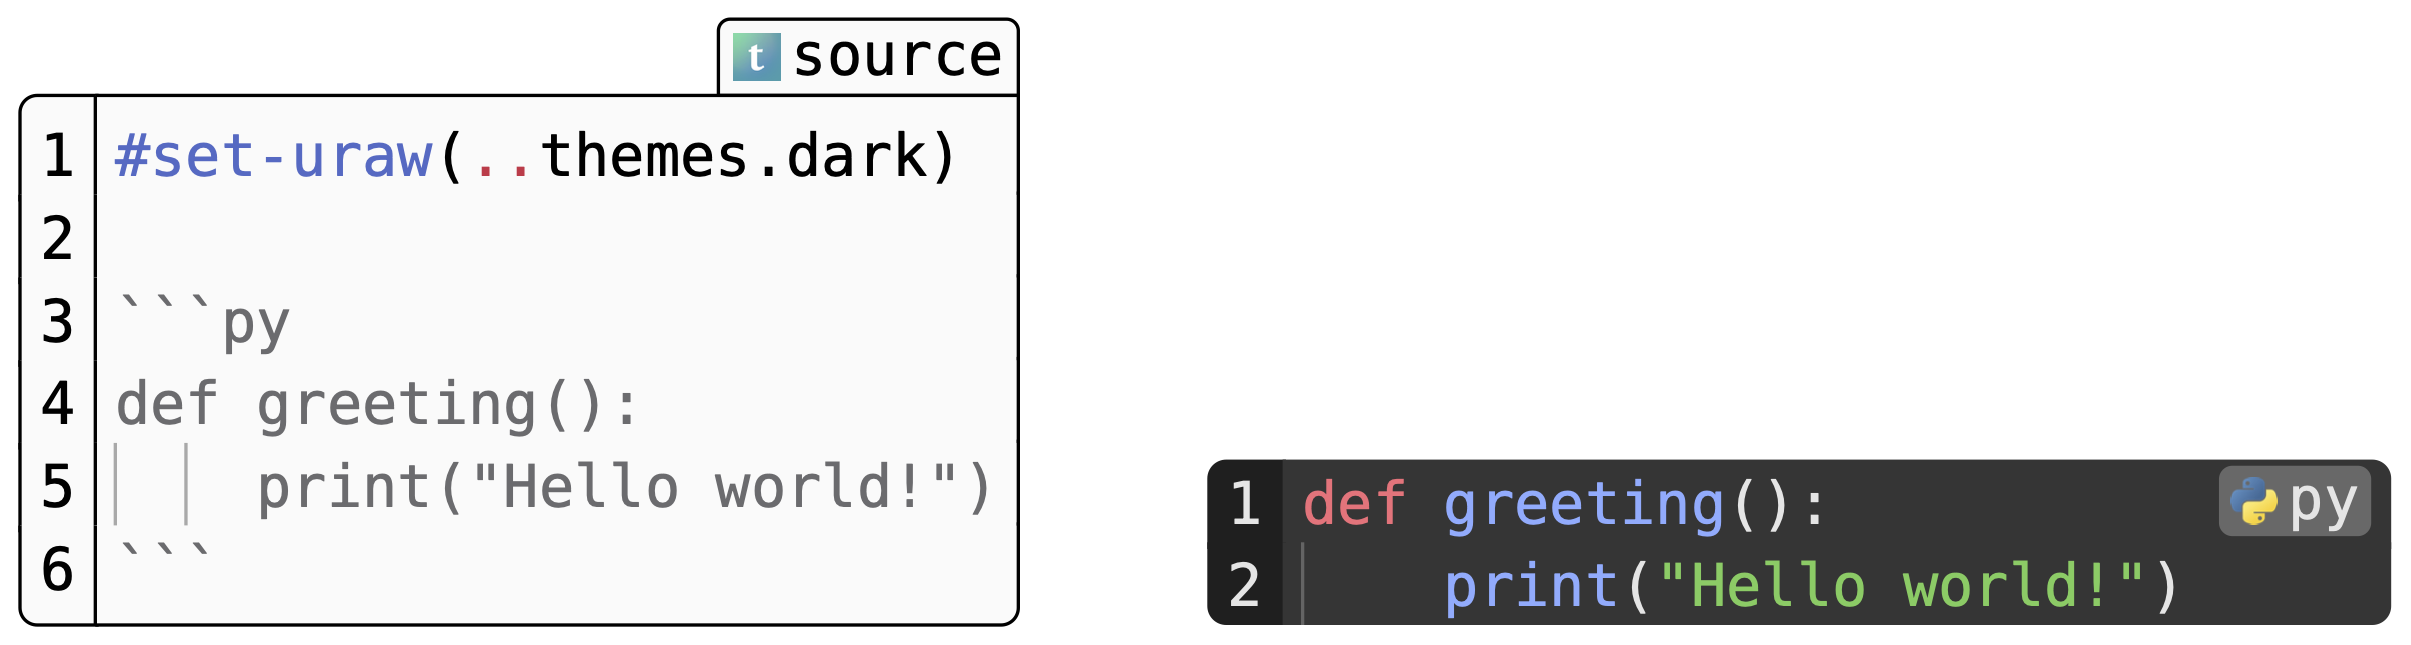 t source
1 #set-uraw(..themes.dark)
2
3 ```py
4 def greeting():
5     print("Hello world!")
6 ```
1 def greeting():
py
2     print("Hello world!")